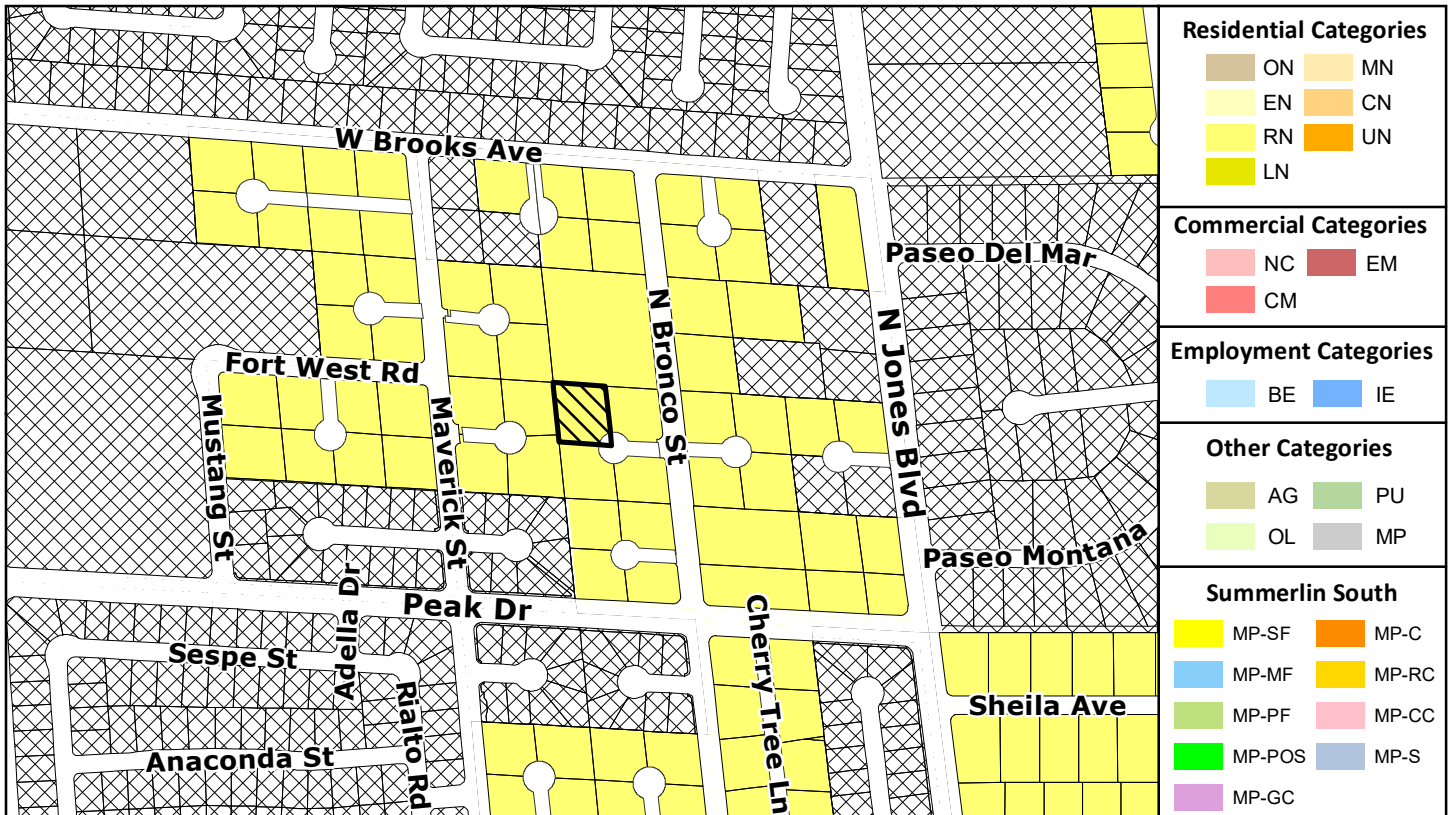 W Brooks Ave
Paseo Del Mar
N Bronco St
N Jones Blvd
Fort West Rd
Mustang St
Maverick St
Paseo Montana
Adella Dr
Peak Dr
Cherry Tree Ln
Sespe St
Rialto Rd
Sheila Ave
Anaconda St
Residential Categories
ON MN
EN CN
RN UN
LN
Commercial Categories
NC EM
CM
Employment Categories
BE IE
Other Categories
AG PU
OL MP
Summerlin South
MP-SF MP-C
MP-MF MP-RC
MP-PF MP-CC
MP-POS MP-S
MP-GC